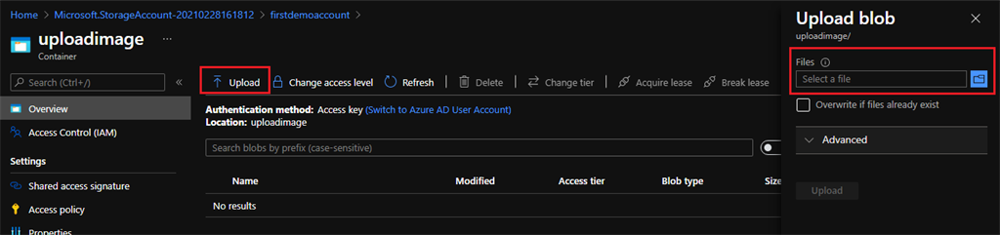 Home > Microsoft.StorageAccount-20210228161812 > firstdemoaccount >
uploadimage ...
Container
Search (Ctrl+/)
Overview
Access Control (IAM)
Settings
Shared access signature
Access policy
Properties
Upload Change access level Refresh Delete Change tier Acquire lease Break lease
Authentication method: Access key (Switch to Azure AD User Account)
Location: uploadimage
Search blobs by prefix (case-sensitive)
Name Modified Access tier Blob type Size
No results
Upload blob
uploadimage/
Files
Select a file
Overwrite if files already exist
Advanced
Upload